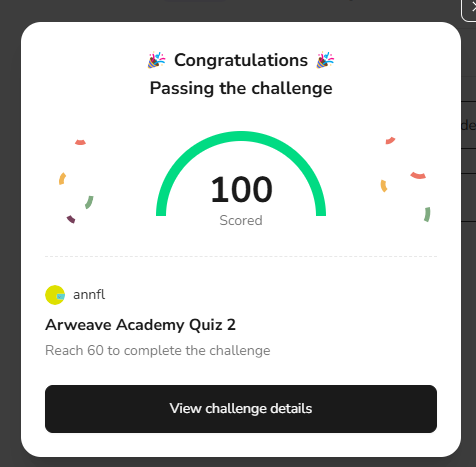 Congratulations
Passing the challenge
100
Scored
annfl
Arweave Academy Quiz 2
Reach 60 to complete the challenge
View challenge details
de